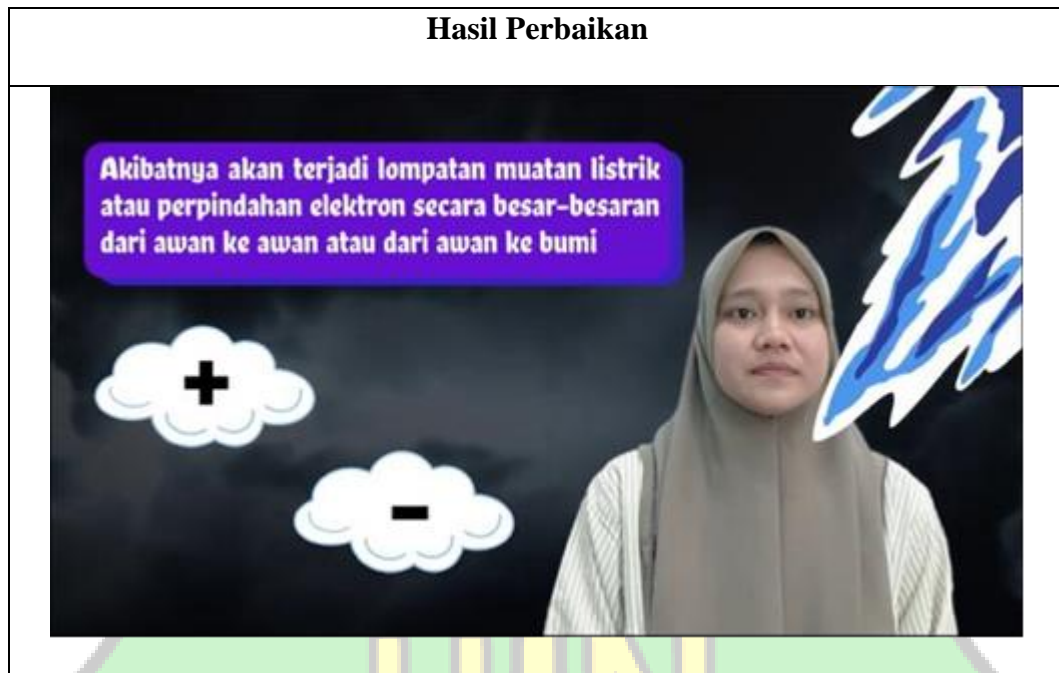 Hasil Perbaikan
Akibatnya akan terjadi lompatan muatan listrik
atau perpindahan elektron secara besar-besaran
dari awan ke awan atau dari awan ke bumi
+
-